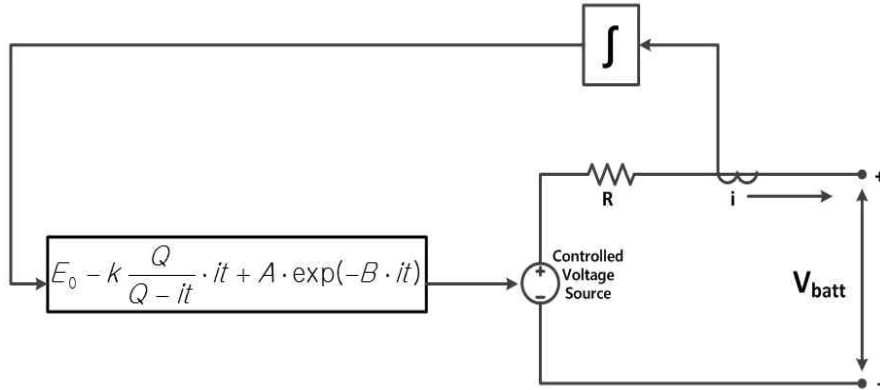 ∫
+
R
i
E₀ − k Q/(Q − it) · it + A · exp(−B · it)
+
−
Controlled
Voltage
Source
V_batt
-